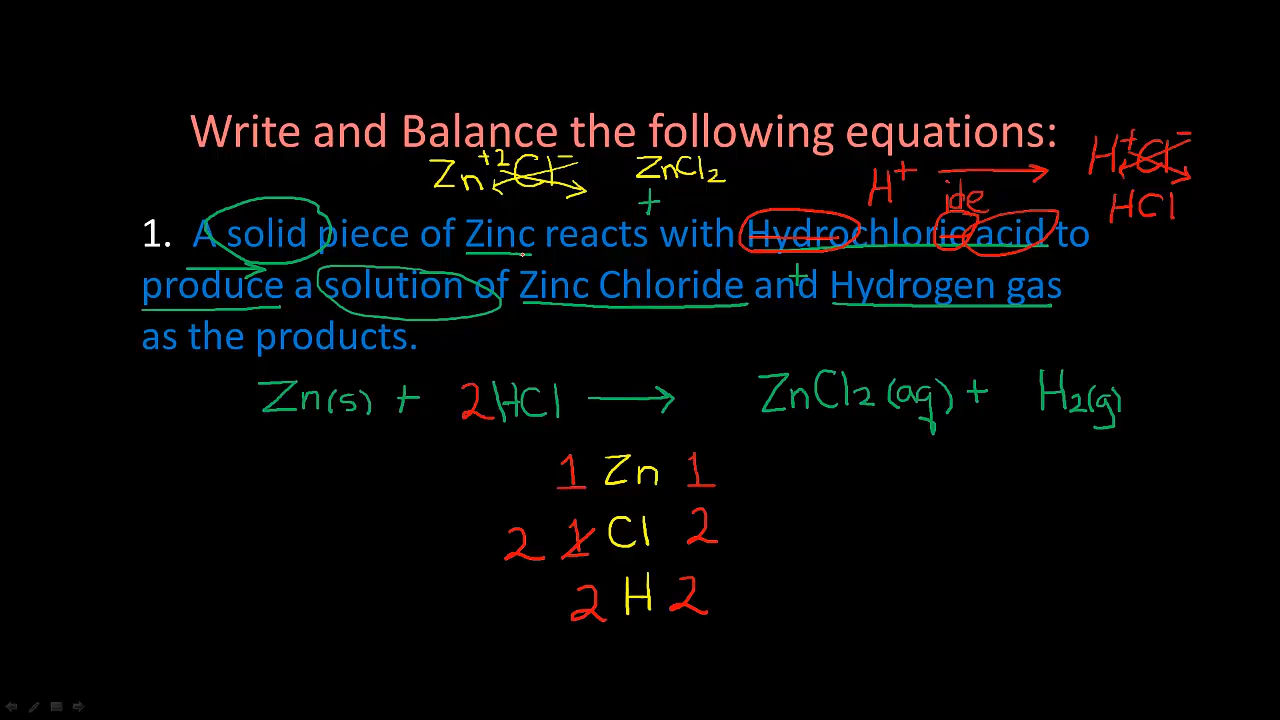 Write and Balance the following equations:
Zn+2 Cl- ZnCl2 H+ H+Cl-
+ ide HCl
1. A solid piece of Zinc reacts with Hydrochloric acid to
+
produce a solution of Zinc Chloride and Hydrogen gas
as the products.
Zn(s) + 2HCl → ZnCl2(aq) + H2(g)
1 Zn 1
2 1 Cl 2
2 H 2